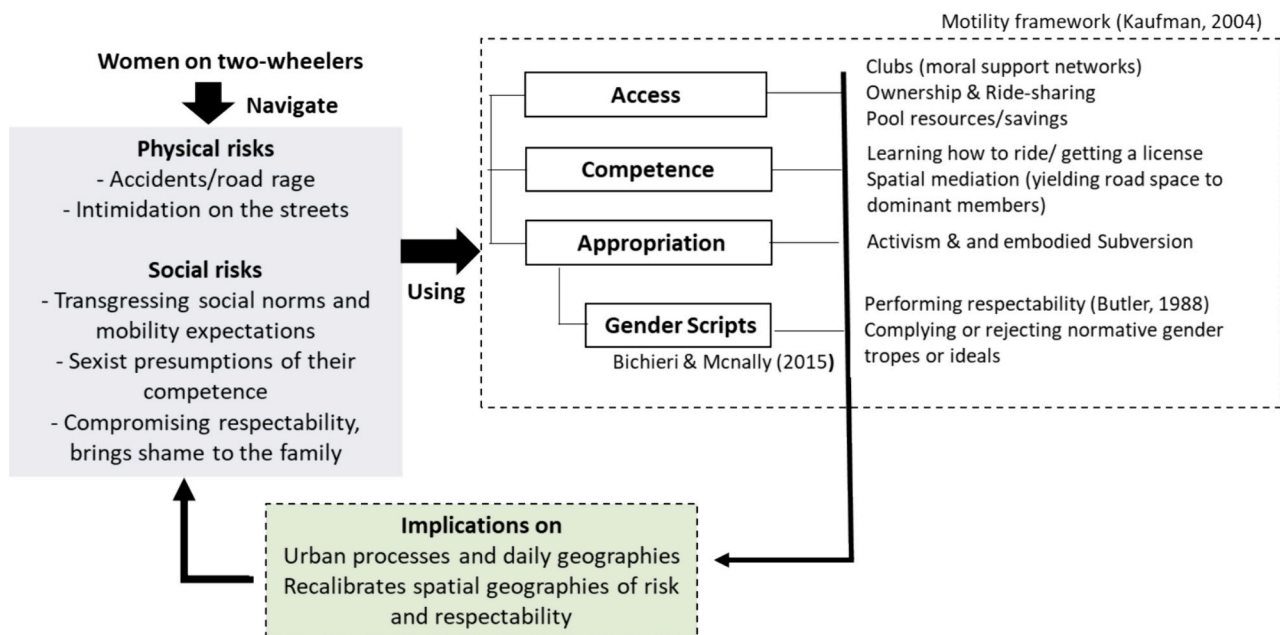 Motility framework (Kaufman, 2004)
Women on two-wheelers
Navigate
Physical risks
- Accidents/road rage
- Intimidation on the streets
Social risks
- Transgressing social norms and
mobility expectations
- Sexist presumptions of their
competence
- Compromising respectability,
brings shame to the family
Using
Access
Clubs (moral support networks)
Ownership & Ride-sharing
Pool resources/savings
Competence
Learning how to ride/ getting a license
Spatial mediation (yielding road space to
dominant members)
Appropriation
Activism & and embodied Subversion
Gender Scripts
Bichieri & Mcnally (2015)
Performing respectability (Butler, 1988)
Complying or rejecting normative gender
tropes or ideals
Implications on
Urban processes and daily geographies
Recalibrates spatial geographies of risk
and respectability